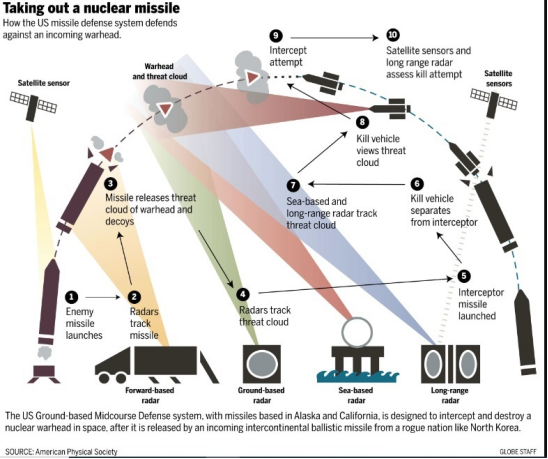 Taking out a nuclear missile
How the US missile defense system defends
against an incoming warhead.
Satellite sensor
Warhead
and threat cloud
9
Intercept
attempt
10
Satellite sensors and
long range radar
assess kill attempt
Satellite
sensors
8
Kill vehicle
views threat
cloud
3
Missile releases threat
cloud of warhead and
decoys
7
Sea-based and
long-range radar track
threat cloud
6
Kill vehicle
separates
from interceptor
1
Enemy
missile
launches
2
Radars
track
missile
4
Radars track
threat cloud
5
Interceptor
missile
launched
Forward-based
radar
Ground-based
radar
Sea-based
radar
Long-range
radar
The US Ground-based Midcourse Defense system, with missiles based in Alaska and California, is designed to intercept and destroy a
nuclear warhead in space, after it is released by an incoming intercontinental ballistic missile from a rogue nation like North Korea.
SOURCE: American Physical Society
GLOBE STAFF